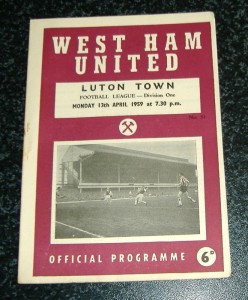 WEST HAM
UNITED
LUTON TOWN
FOOTBALL LEAGUE — Division One
MONDAY 13th APRIL 1959 at 7.30 p.m.
OFFICIAL PROGRAMME
6D